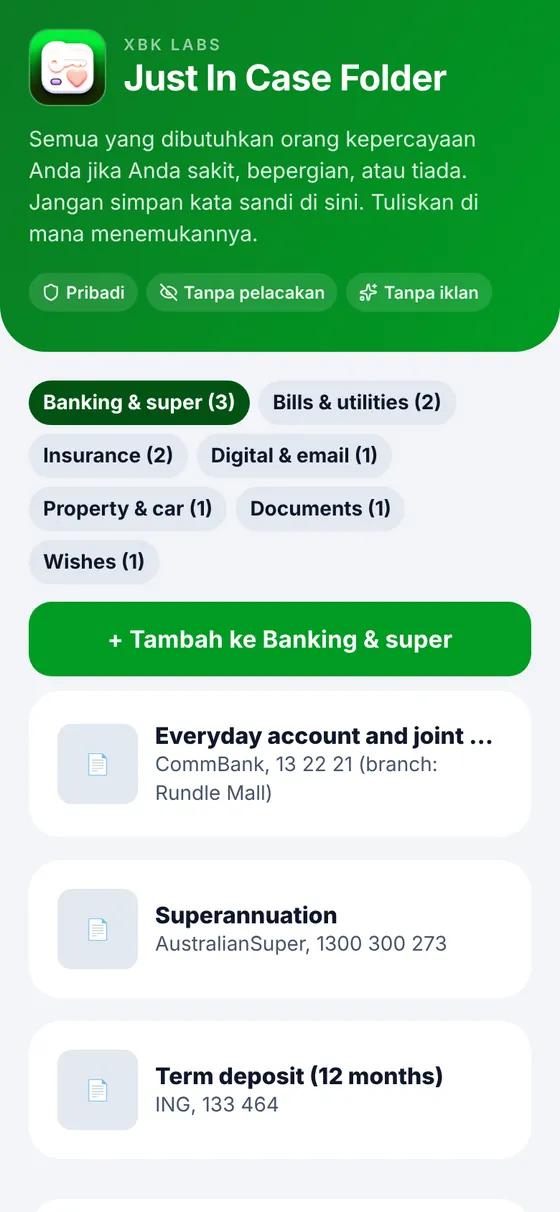 XBK LABS
Just In Case Folder
Semua yang dibutuhkan orang kepercayaan
Anda jika Anda sakit, bepergian, atau tiada.
Jangan simpan kata sandi di sini. Tuliskan di
mana menemukannya.
Pribadi
Tanpa pelacakan
Tanpa iklan
Banking & super (3)
Bills & utilities (2)
Insurance (2)
Digital & email (1)
Property & car (1)
Documents (1)
Wishes (1)
+ Tambah ke Banking & super
Everyday account and joint ...
CommBank, 13 22 21 (branch:
Rundle Mall)
Superannuation
AustralianSuper, 1300 300 273
Term deposit (12 months)
ING, 133 464